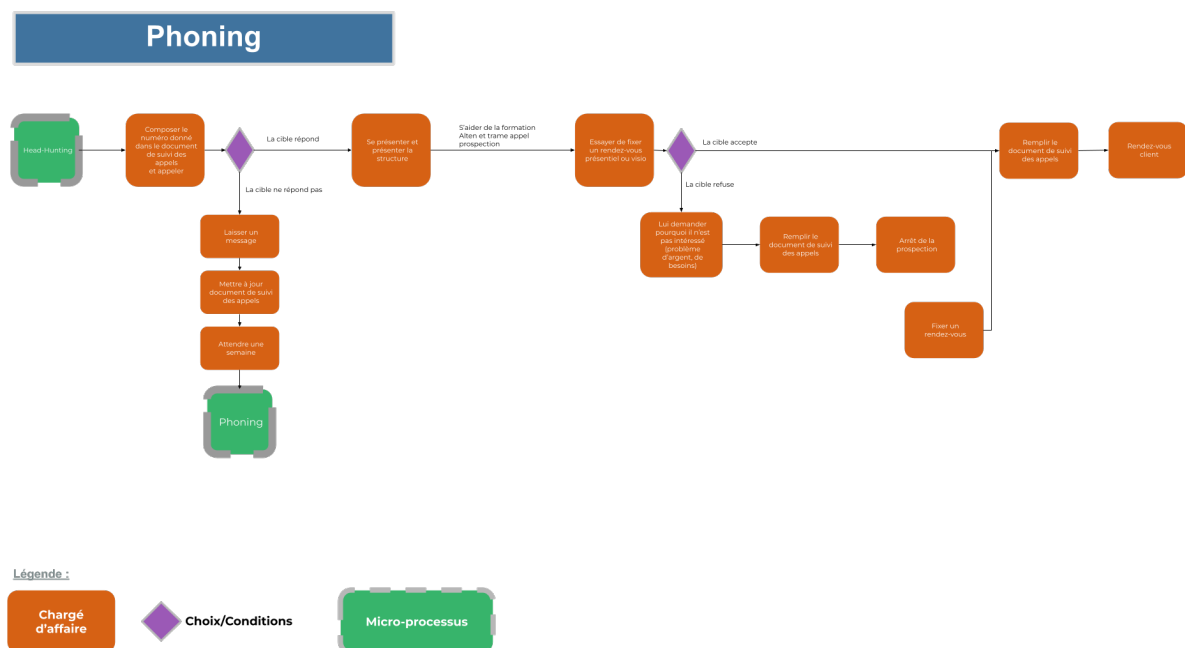 Phoning
Head-Hunting
Composer le
numéro donné
dans le document
de suivi des
appels
et appeler
La cible répond
Se présenter et
présenter la
structure
S'aider de la formation
Alten et trame appel
prospection
Essayer de fixer
un rendez-vous
présentiel ou visio
La cible accepte
Remplir le
document de suivi
des appels
Rendez-vous
client
La cible ne répond pas
La cible refuse
Laisser un
message
Lui demander
pourquoi il n'est
pas intéressé
(problème
d'argent, de
besoins)
Remplir le
document de suivi
des appels
Arrêt de la
prospection
Mettre à jour
document de suivi
des appels
Fixer un
rendez-vous
Attendre une
semaine
Phoning
Légende :
Chargé
d'affaire
Choix/Conditions
Micro-processus